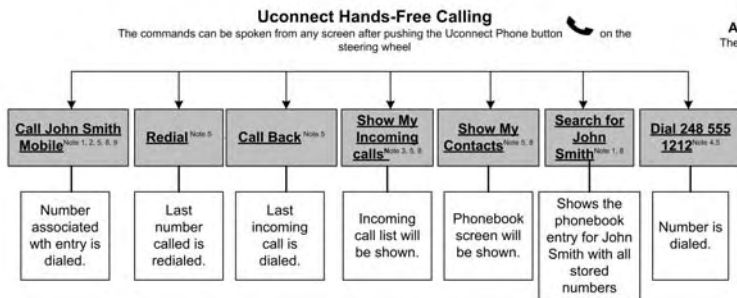 Uconnect Hands-Free Calling
The commands can be spoken from any screen after pushing the Uconnect Phone button on the
steering wheel
A
The
Call John Smith
Mobile Note 1, 2, 5, 8, 9
Redial Note 5
Call Back Note 5
Show My
Incoming
calls" Note 3, 5, 8
Show My
Contacts Note 5, 8
Search for
John
Smith Note 1, 8
Dial 248 555
1212 Note 4,5
Number
associated
wth entry is
dialed.
Last
number
called is
redialed.
Last
incoming
call is
dialed.
Incoming
call list will
be shown.
Phonebook
screen will
be shown.
Shows the
phonebook
entry for John
Smith with all
stored
numbers
Number is
dialed.